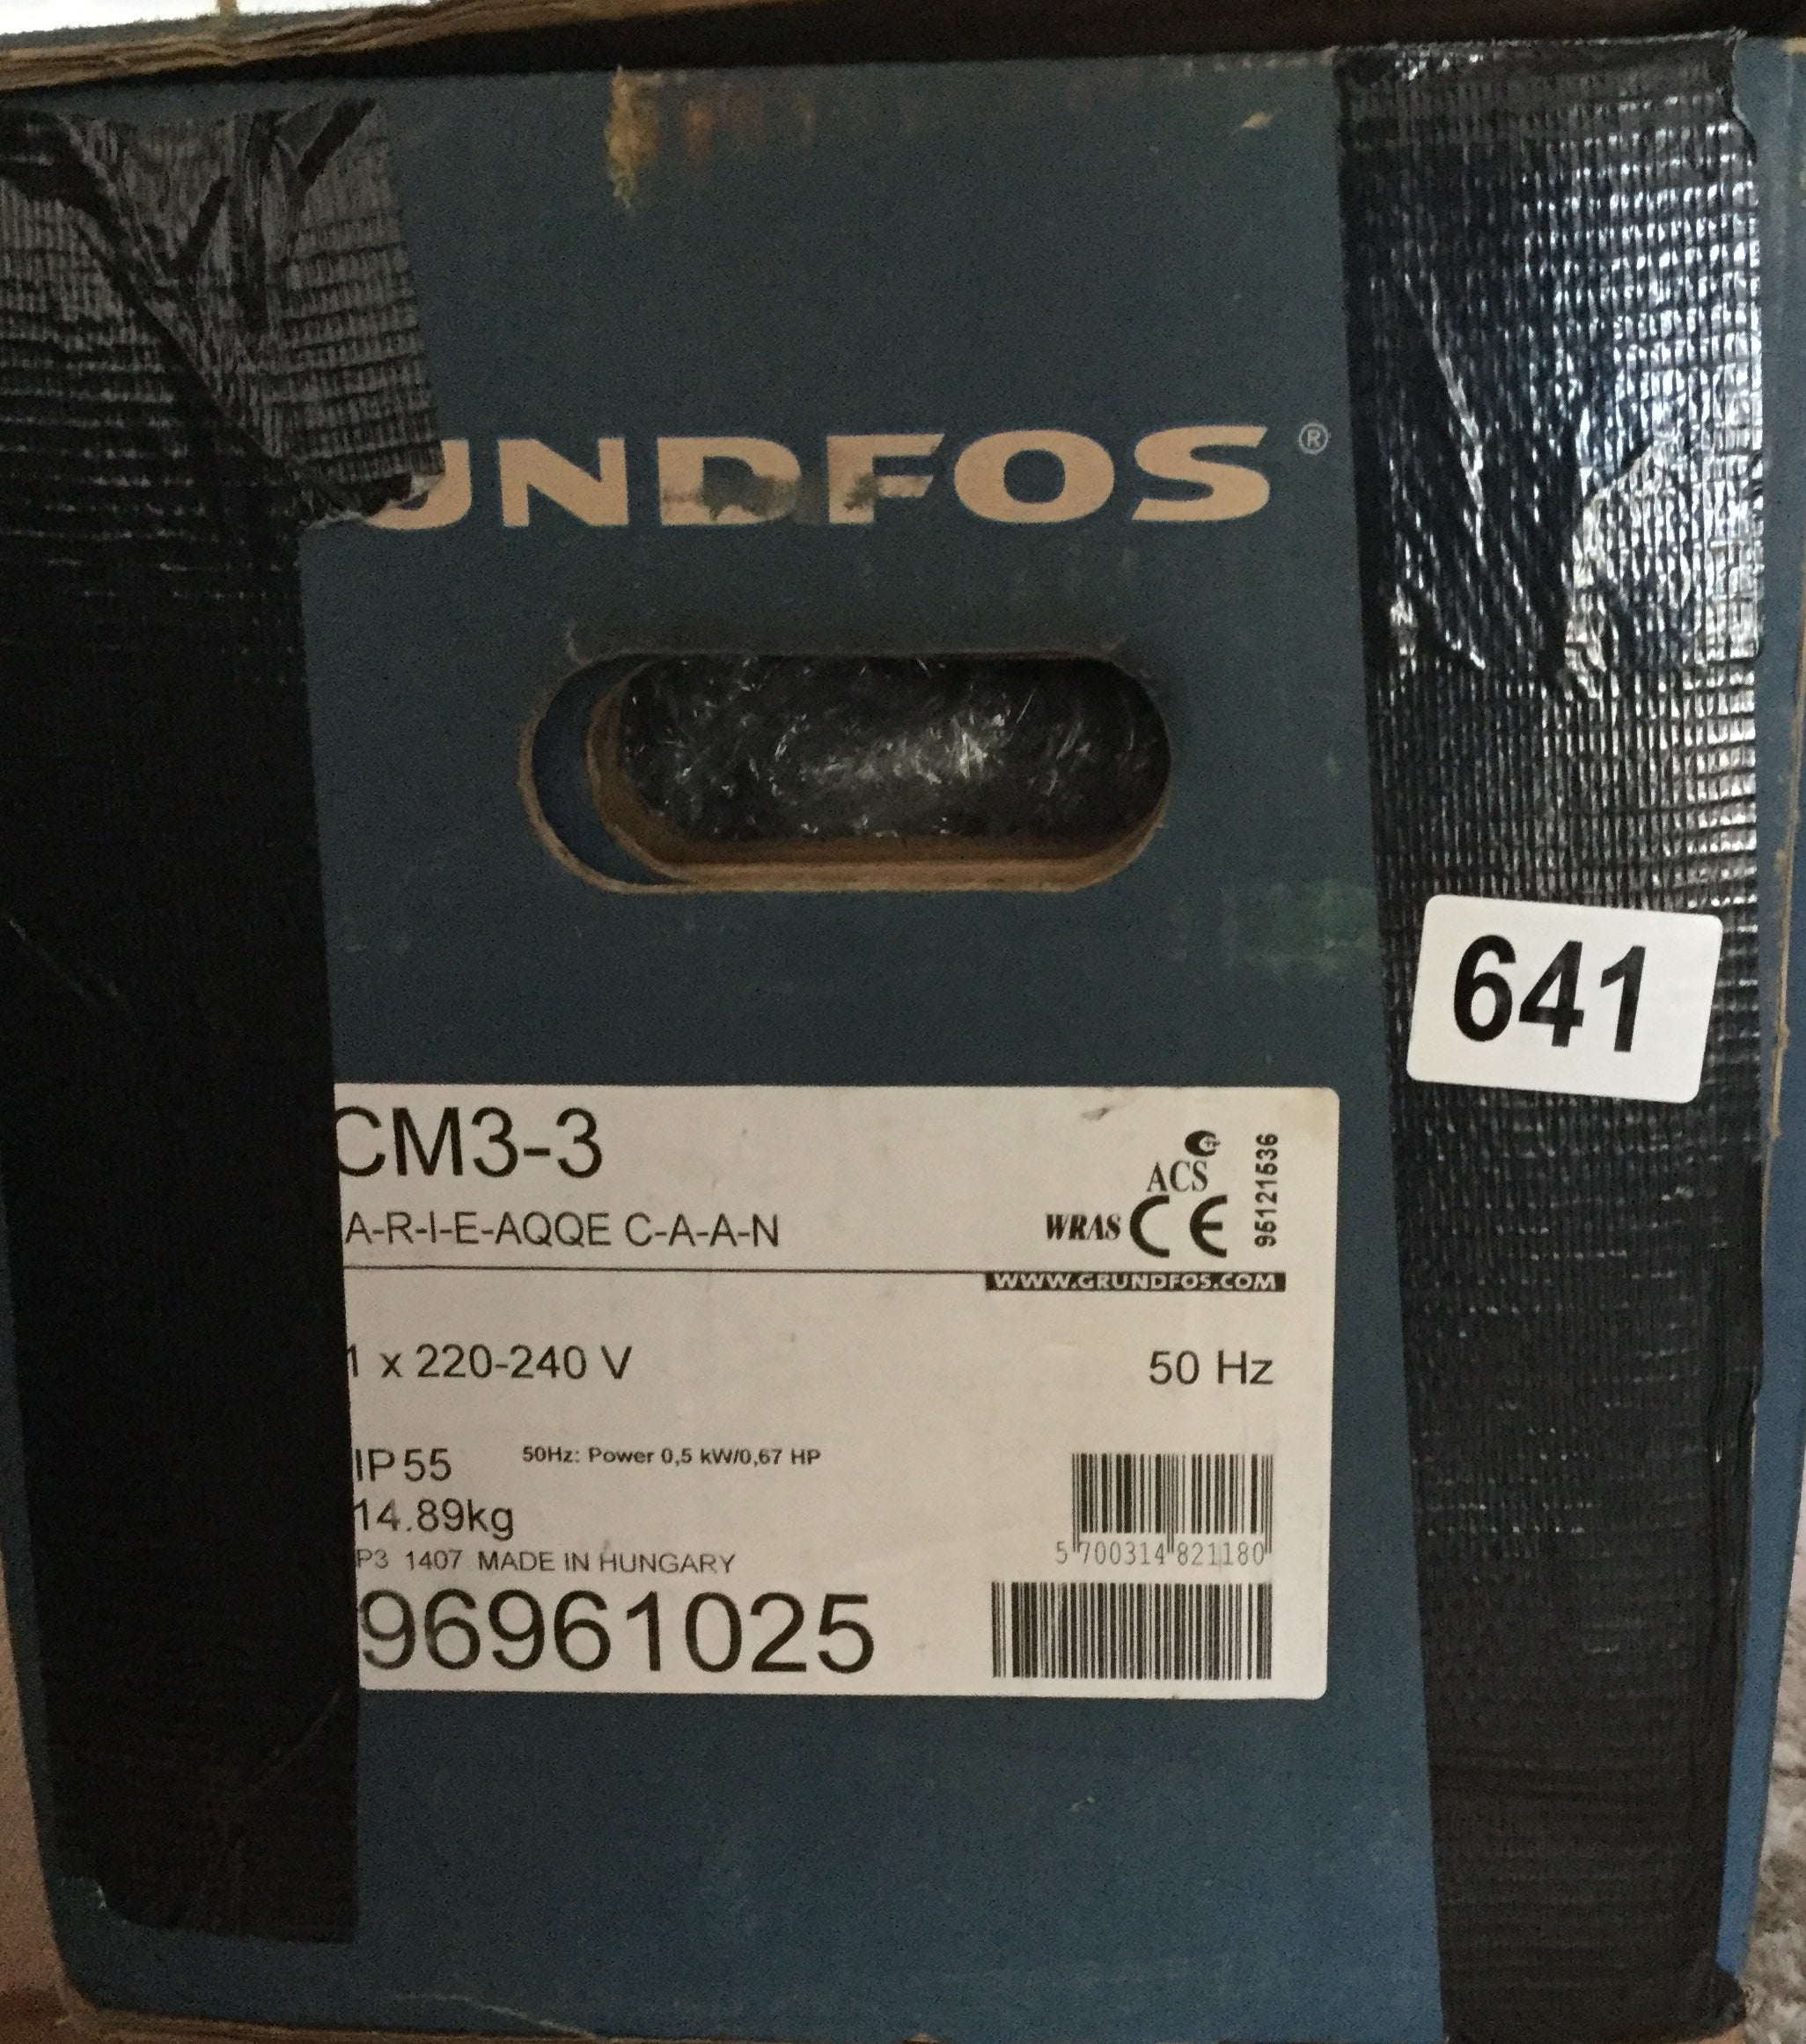 UNDFOS®
641
CM3-3
A-R-I-E-AQQE C-A-A-N
ACS
WRAS CE
95121536
WWW.GRUNDFOS.COM
1 x 220-240 V
50 Hz
IP55
50Hz: Power 0,5 kW/0,67 HP
14.89kg
P3 1407 MADE IN HUNGARY
5 700314 821180
96961025